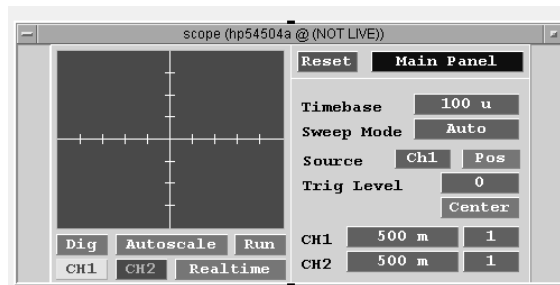 scope (hp54504a @ (NOT LIVE))
Reset Main Panel
Timebase 100 u
Sweep Mode Auto
Source Ch1 Pos
Trig Level 0
Center
Dig Autoscale Run
CH1 500 m 1
CH1 CH2 Realtime
CH2 500 m 1